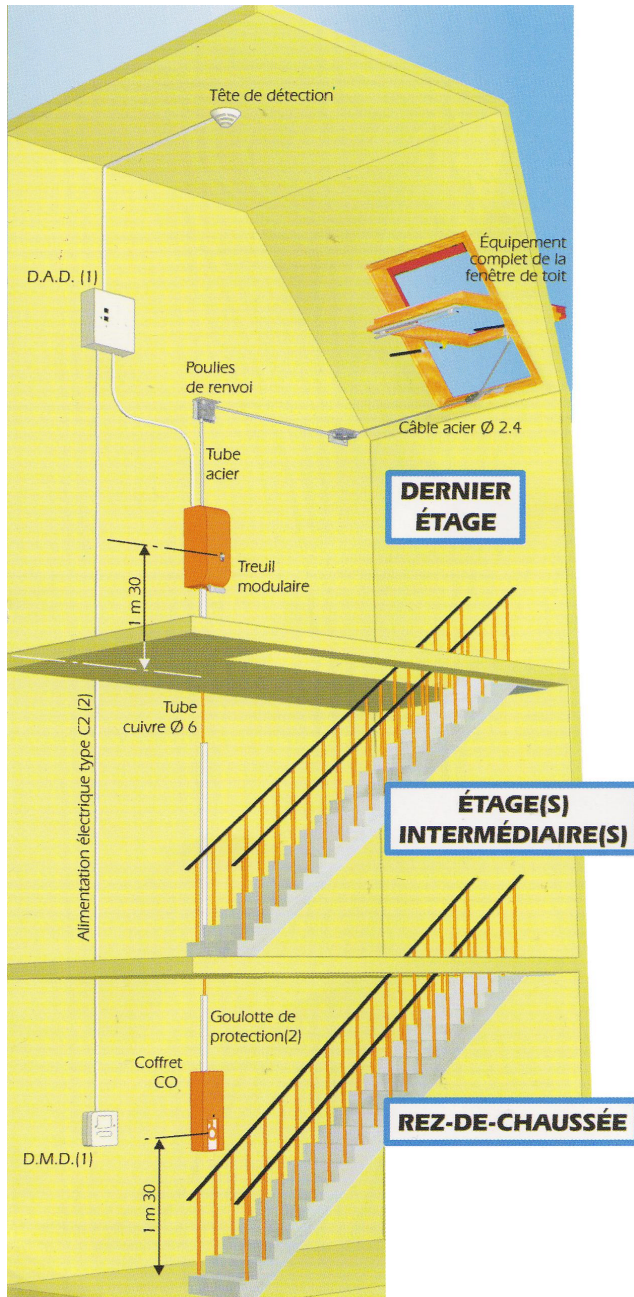 Tête de détection
Équipement
complet de la
fenêtre de toit
D.A.D. (1)
Poulies
de renvoi
Câble acier Ø 2.4
Tube
acier
DERNIER
ÉTAGE
Treuil
modulaire
1 m 30
Tube
cuivre Ø 6
Alimentation électrique type C2 (2)
ÉTAGE(S)
INTERMÉDIAIRE(S)
Goulotte de
protection(2)
Coffret
CO
REZ-DE-CHAUSSÉE
D.M.D.(1)
1 m 30